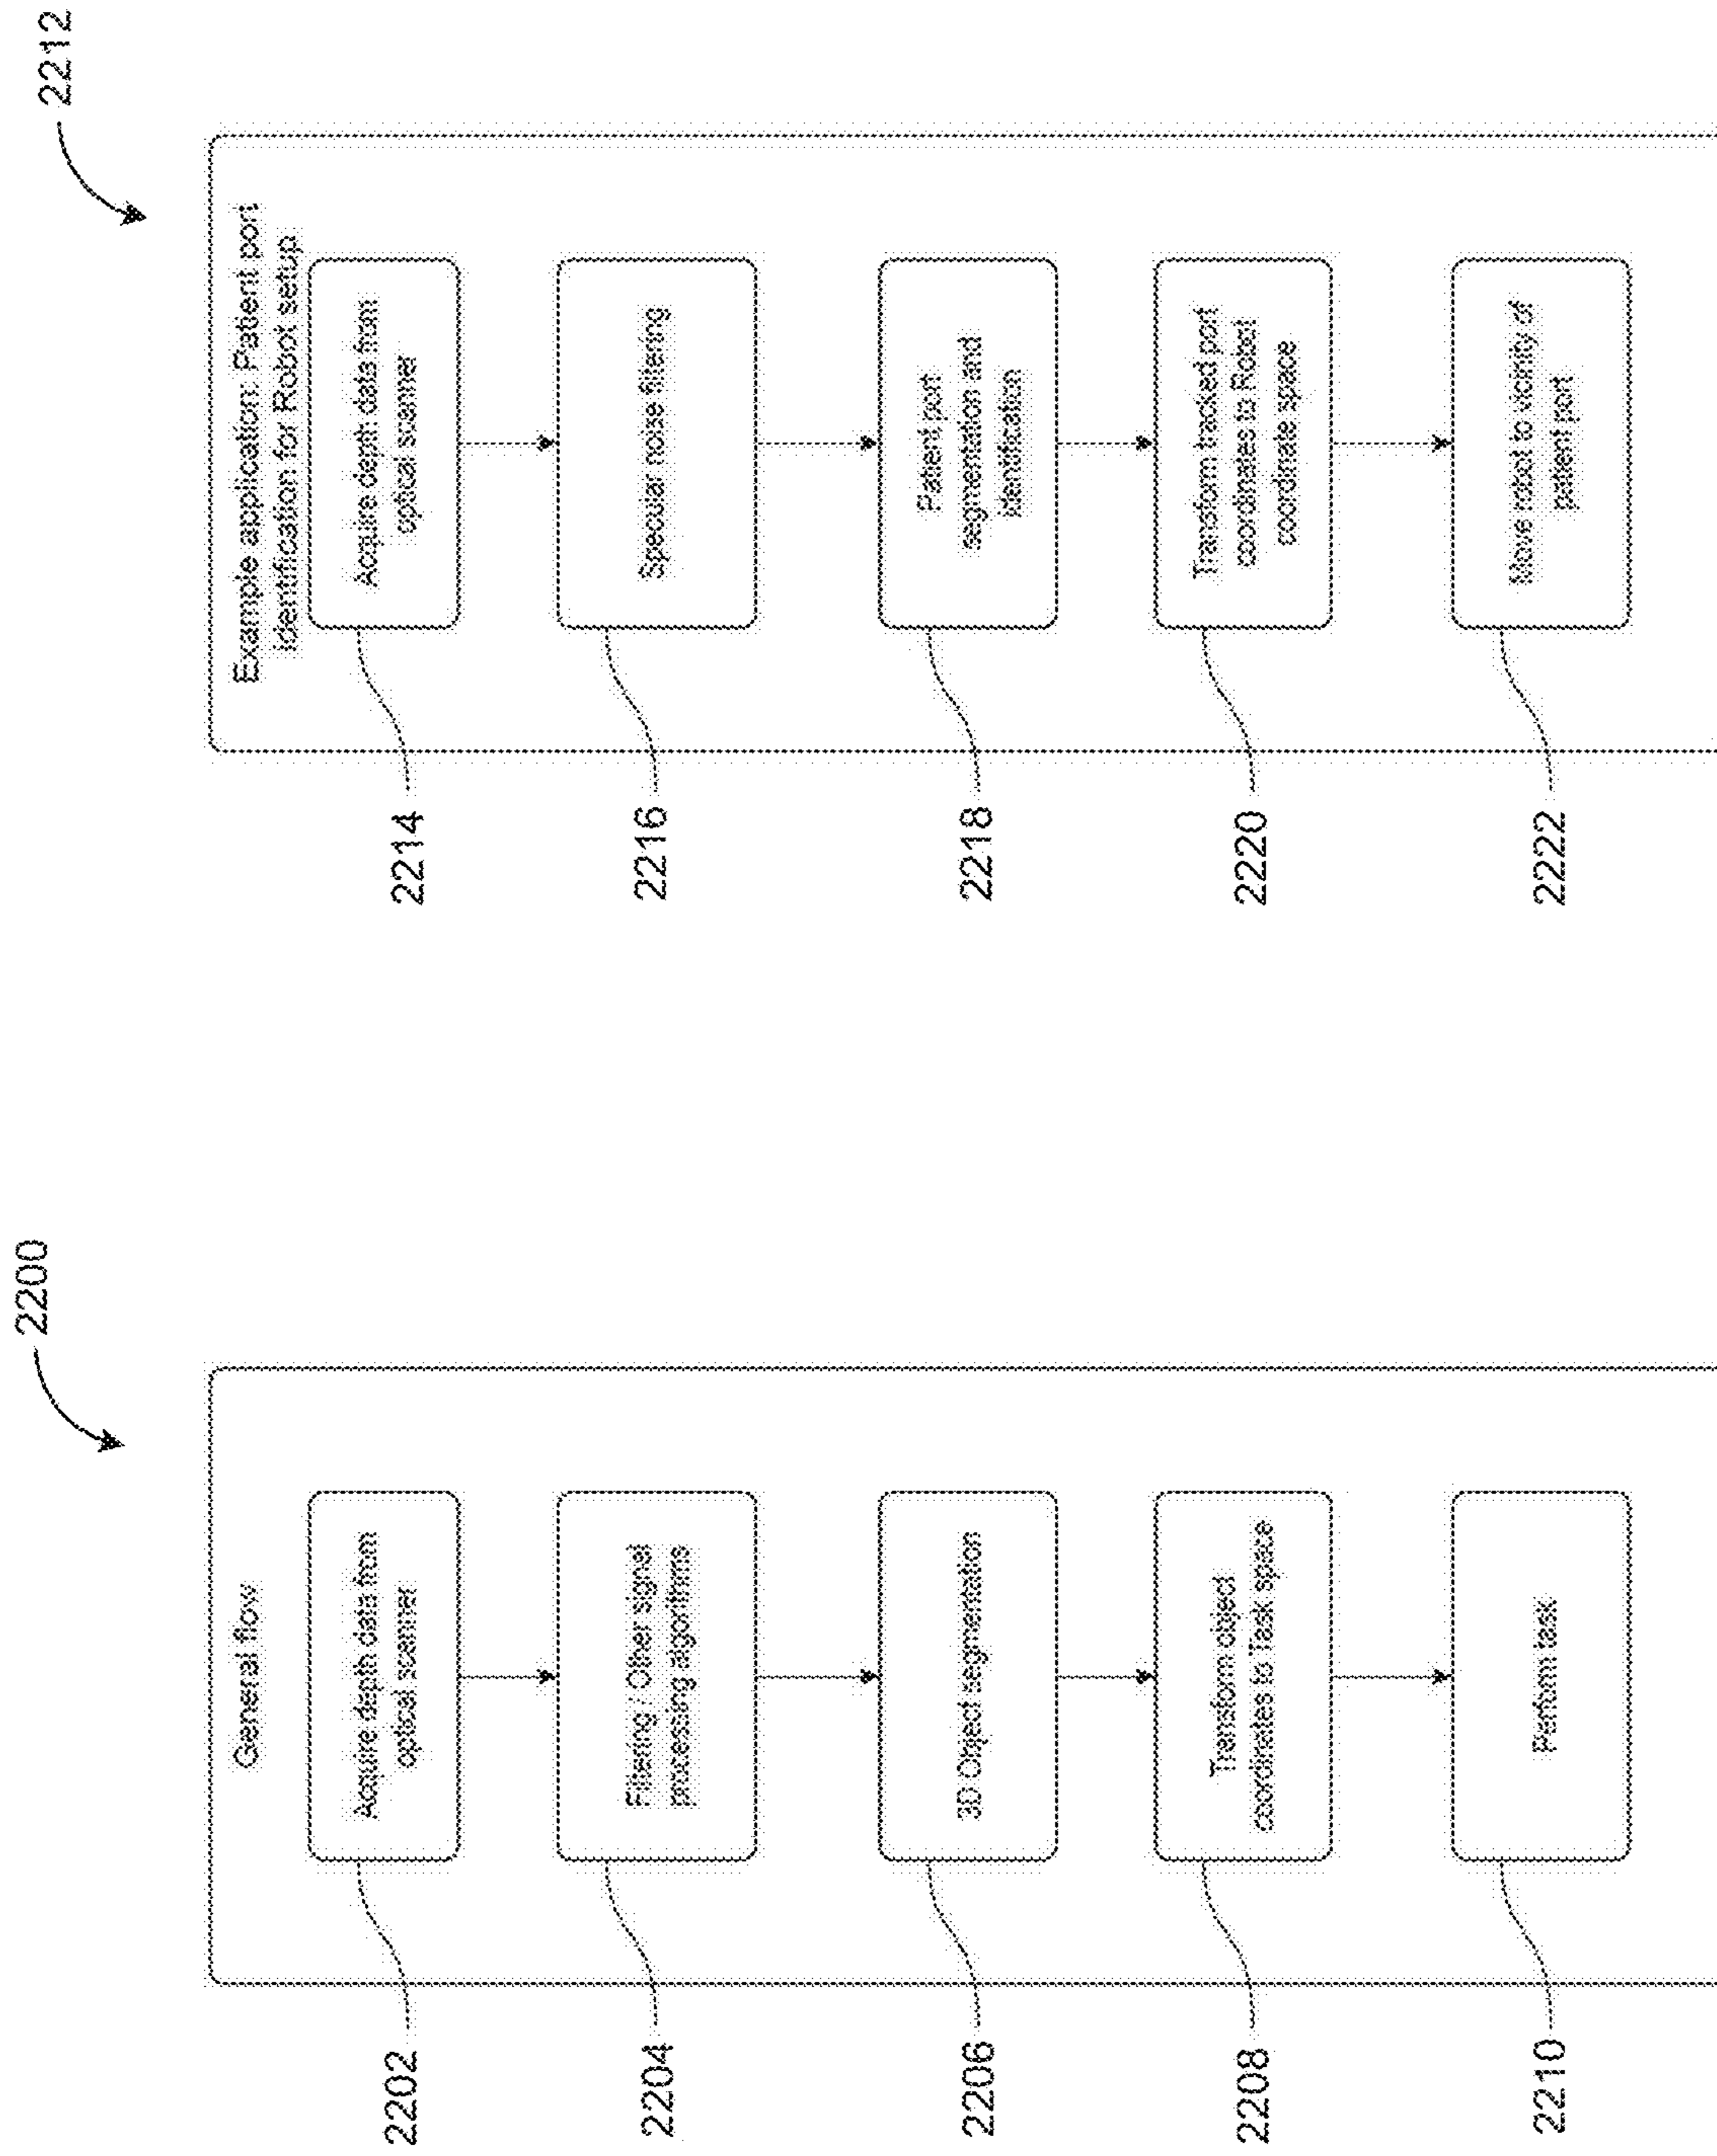 2200
General flow
2202
Acquire depth data from
optical scanner
2204
Filtering / Other signal
processing algorithms
2206
3D Object segmentation
2208
Transform object
coordinates to Task space
2210
Perform task
2212
Example application: Patient port
identification for Robot setup
2214
Acquire depth data from
optical scanner
2216
Specular noise filtering
2218
Patient port
segmentation and
identification
2220
Transform tracked port
coordinates to Robot
coordinate space
2222
Move robot to vicinity of
patient port